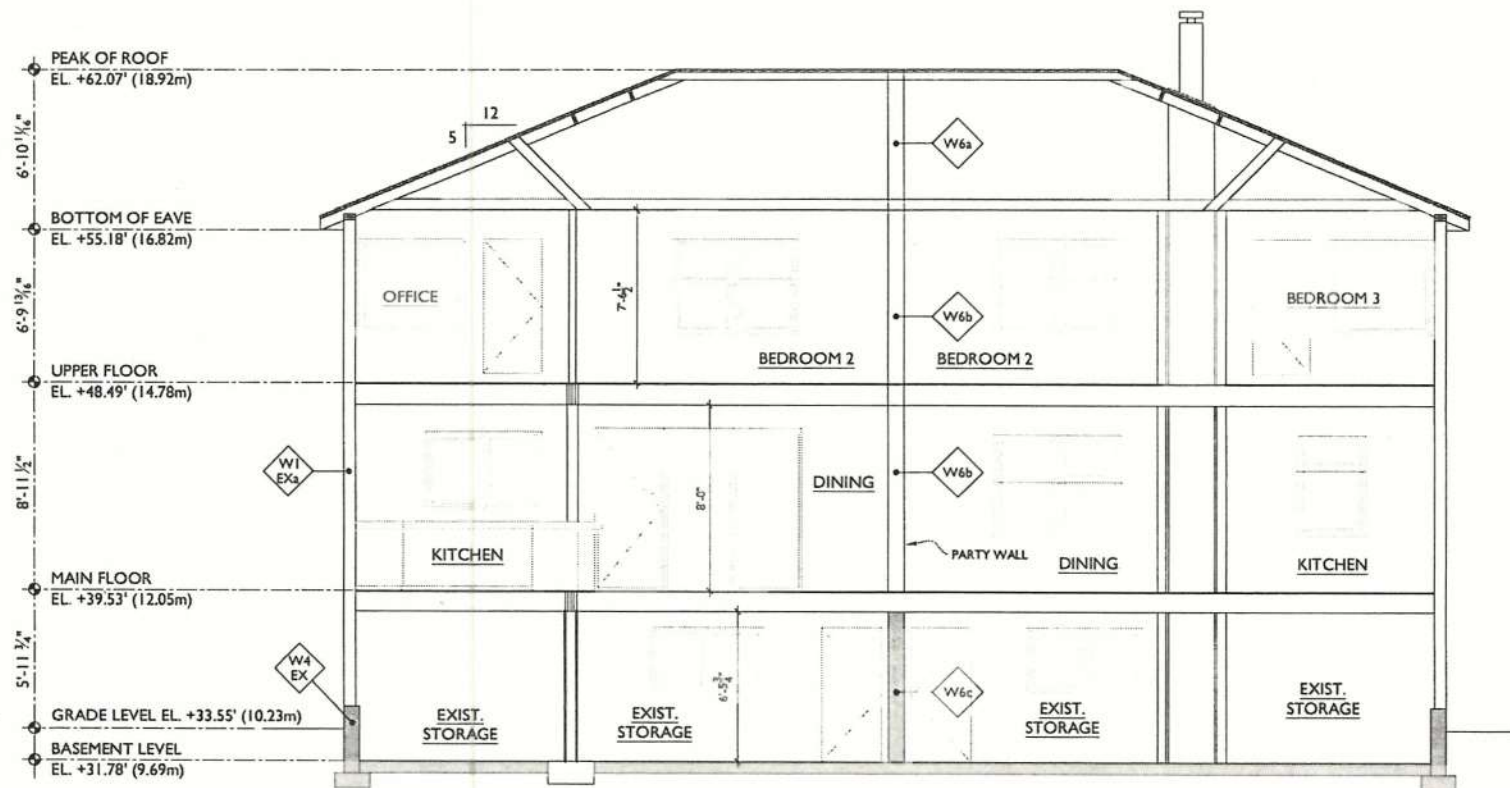 PEAK OF ROOF
EL. +62.07' (18.92m)
6'-10 11/16"
12
5
W6a
BOTTOM OF EAVE
EL. +55.18' (16.82m)
6'-9 13/16"
OFFICE
7'-6 1/2"
W6b
BEDROOM 3
BEDROOM 2
BEDROOM 2
UPPER FLOOR
EL. +48.49' (14.78m)
8'-11 1/2"
W1
EXa
W6b
DINING
8'-0"
KITCHEN
PARTY WALL
DINING
KITCHEN
MAIN FLOOR
EL. +39.53' (12.05m)
5'-11 3/4"
W4
EX
6'-5 3/4"
W6c
GRADE LEVEL EL. +33.55' (10.23m)
EXIST.
STORAGE
EXIST.
STORAGE
EXIST.
STORAGE
EXIST.
STORAGE
BASEMENT LEVEL
EL. +31.78' (9.69m)